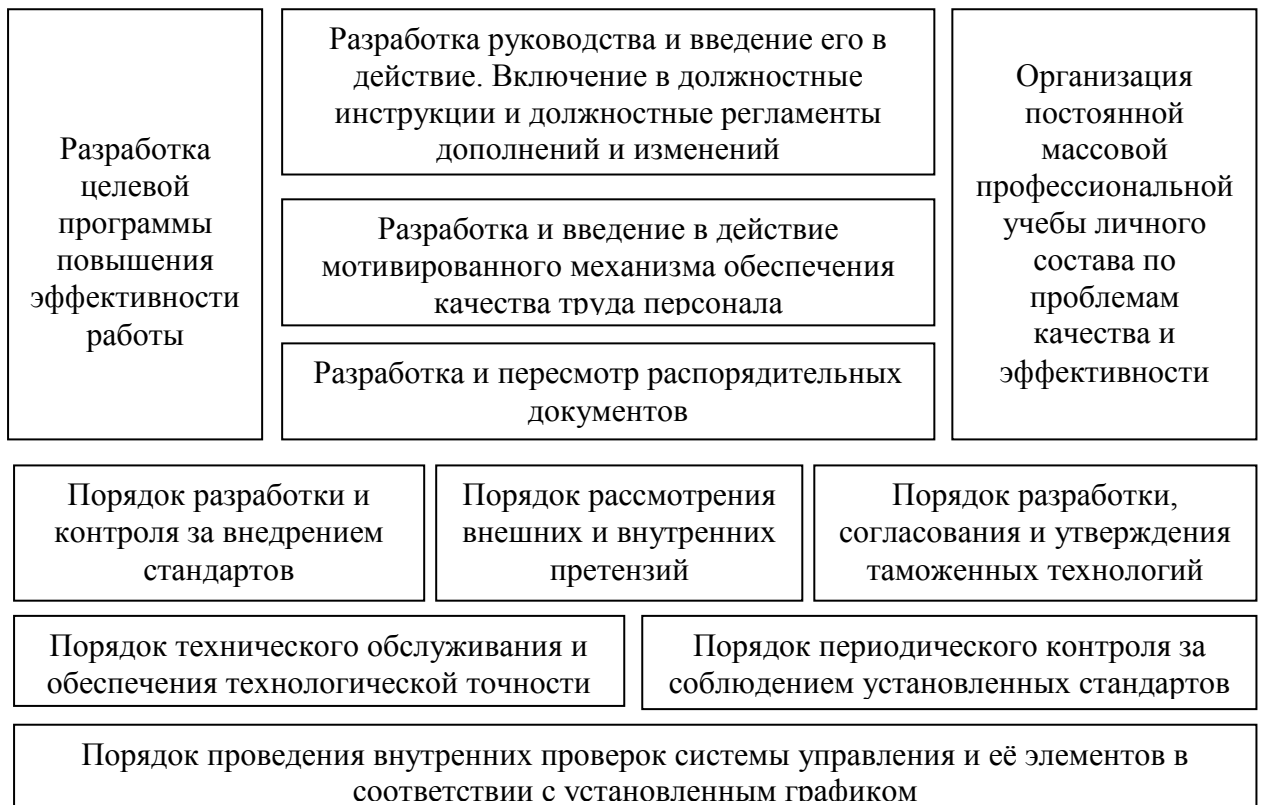 Разработка
целевой
программы
повышения
эффективности
работы
Разработка руководства и введение его в
действие. Включение в должностные
инструкции и должностные регламенты
дополнений и изменений
Разработка и введение в действие
мотивированного механизма обеспечения
качества труда персонала
Разработка и пересмотр распорядительных
документов
Организация
постоянной
массовой
профессиональной
учебы личного
состава по
проблемам
качества и
эффективности
Порядок разработки и
контроля за внедрением
стандартов
Порядок рассмотрения
внешних и внутренних
претензий
Порядок разработки,
согласования и утверждения
таможенных технологий
Порядок технического обслуживания и
обеспечения технологической точности
Порядок периодического контроля за
соблюдением установленных стандартов
Порядок проведения внутренних проверок системы управления и её элементов в
соответствии с установленным графиком